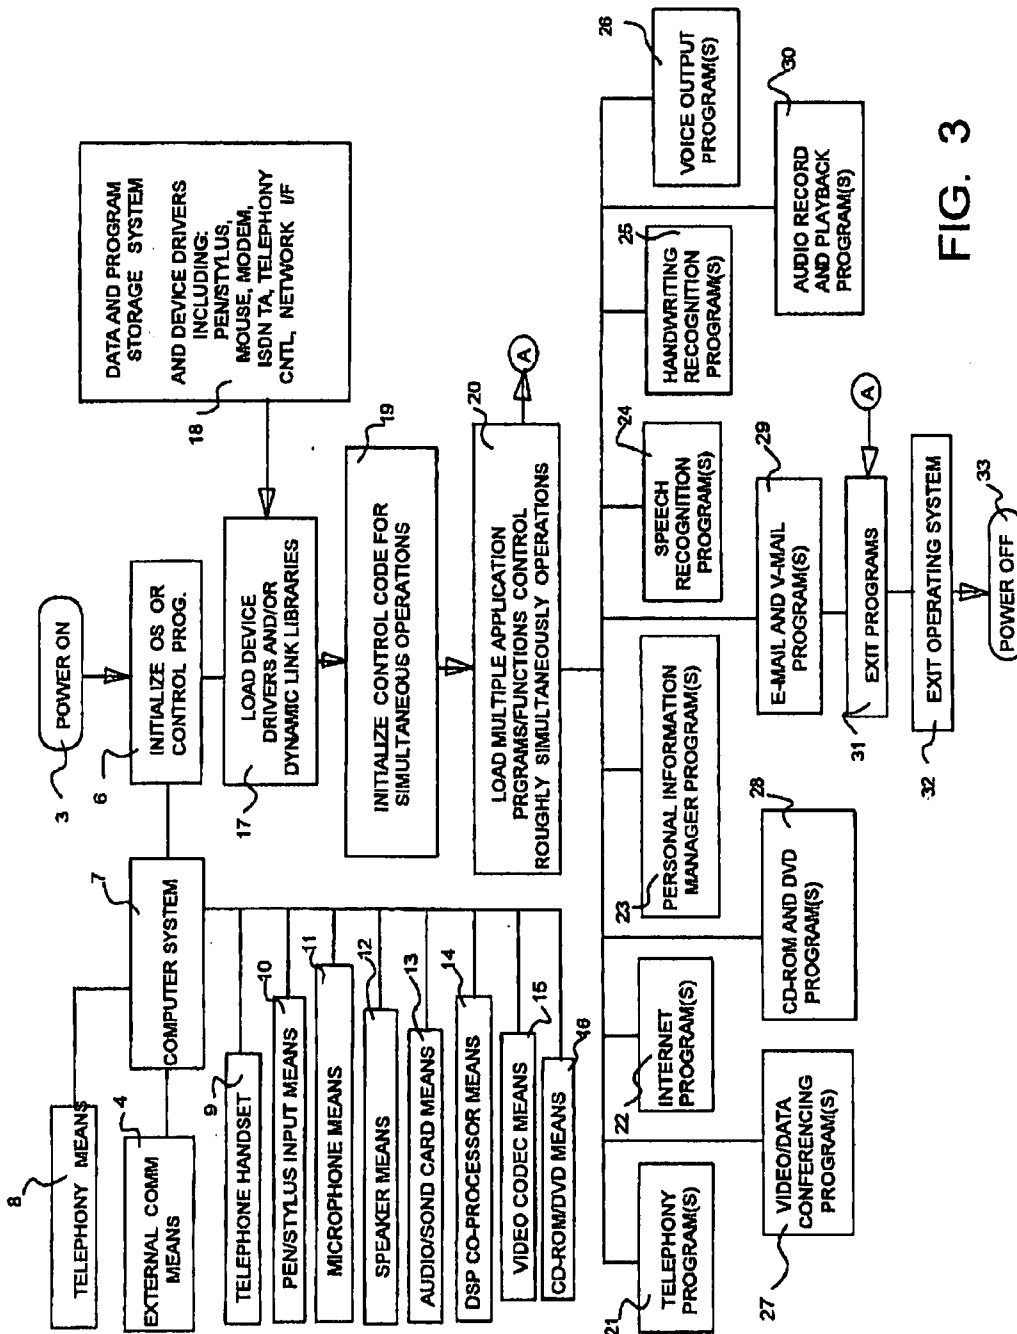 3
POWER ON
6
INITIALIZE OS OR
CONTROL PROG.
7
COMPUTER SYSTEM
8
TELEPHONY MEANS
4
EXTERNAL COMM
MEANS
9
TELEPHONE HANDSET
10
PEN/STYLUS INPUT MEANS
11
MICROPHONE MEANS
12
SPEAKER MEANS
13
AUDIO/SOND CARD MEANS
14
DSP CO-PROCESSOR MEANS
15
VIDEO CODEC MEANS
16
CD-ROM/DVD MEANS
17
LOAD DEVICE
DRIVERS AND/OR
DYNAMIC LINK LIBRARIES
DATA AND PROGRAM
STORAGE SYSTEM
AND DEVICE DRIVERS
INCLUDING:
PEN/STYLUS,
MOUSE, MODEM,
ISDN TA, TELEPHONY
CNTL, NETWORK I/F
18
19
INITIALIZE CONTROL CODE FOR
SIMULTANEOUS OPERATIONS
20
LOAD MULTIPLE APPLICATION
PRGRAMS/FUNCTIONS CONTROL
ROUGHLY SIMULTANEOUSLY OPERATIONS
A
21
TELEPHONY
PROGRAM(S)
22
INTERNET
PROGRAM(S)
23
PERSONAL INFORMATION
MANAGER PROGRAM(S)
24
SPEECH
RECOGNITION
PROGRAM(S)
25
HANDWRITING
RECOGNITION
PROGRAM(S)
26
VOICE OUTPUT
PROGRAM(S)
27
VIDEO/DATA
CONFERENCING
PROGRAM(S)
28
CD-ROM AND DVD
PROGRAM(S)
29
E-MAIL AND V-MAIL
PROGRAM(S)
30
AUDIO RECORD
AND PLAYBACK
PROGRAM(S)
A
31
EXIT PROGRAMS
32
EXIT OPERATING SYSTEM
33
POWER OFF
FIG. 3